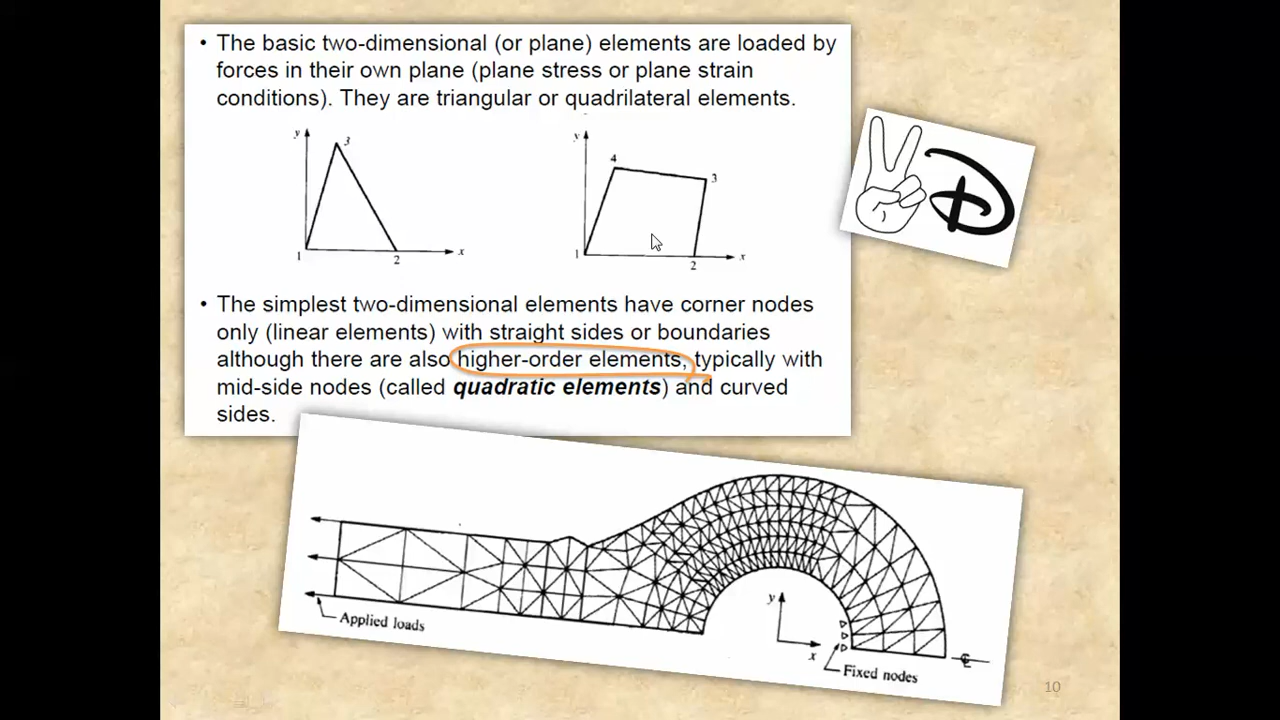 • The basic two-dimensional (or plane) elements are loaded by
forces in their own plane (plane stress or plane strain
conditions). They are triangular or quadrilateral elements.
y
3
1
2
x
y
4
3
1
2
x
D
• The simplest two-dimensional elements have corner nodes
only (linear elements) with straight sides or boundaries
although there are also higher-order elements, typically with
mid-side nodes (called quadratic elements) and curved
sides.
Applied loads
y
x
Fixed nodes
℄
10